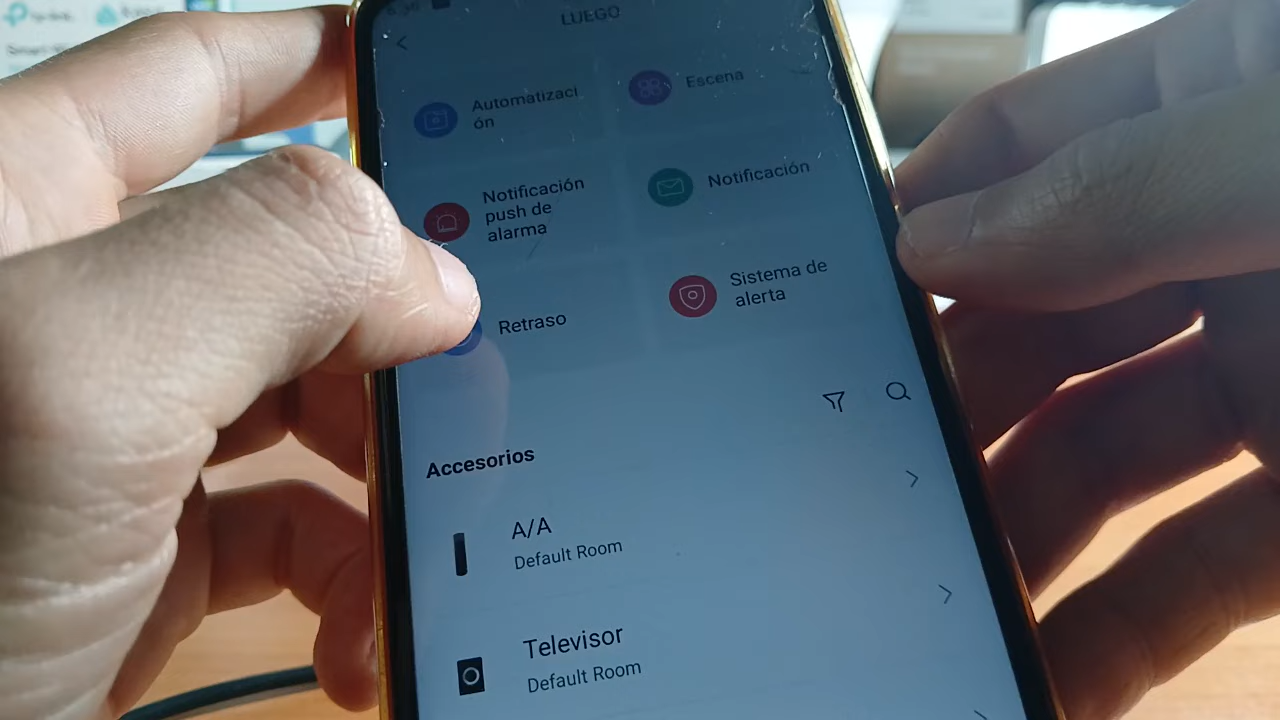 LUEGO
Automatizaci
ón
Escena
Notificación
push de
alarma
Notificación
Retraso
Sistema de
alerta
Accesorios
A/A
Default Room
Televisor
Default Room